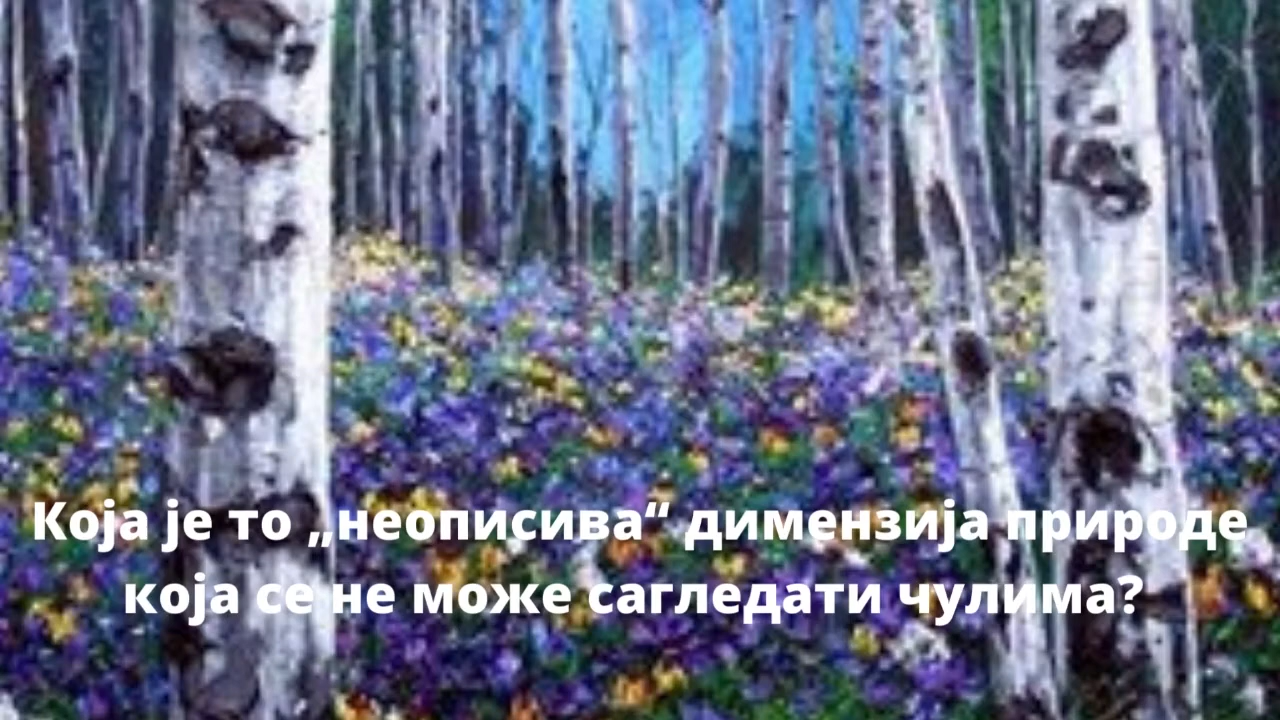 Која је то „неописива“ димензија природе
која се не може сагледати чулима?